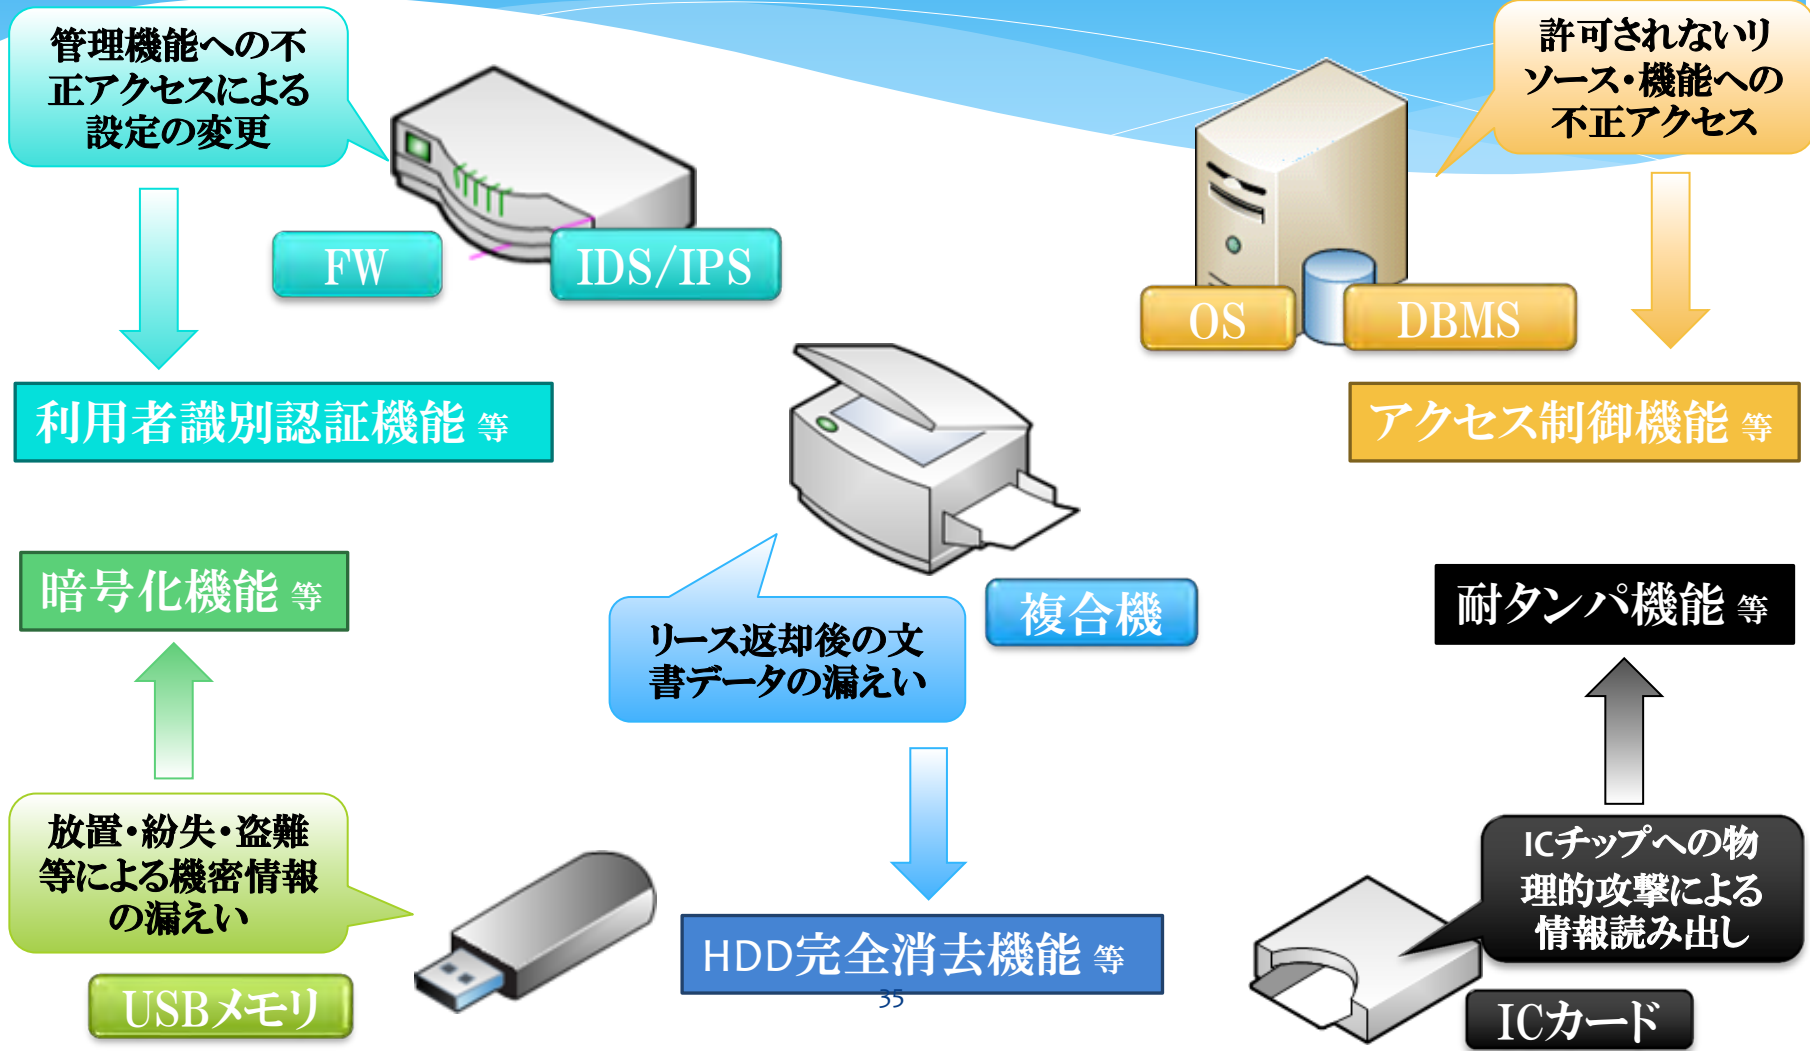 管理機能への不
正アクセスによる
設定の変更
FW
IDS/IPS
利用者識別認証機能 等
許可されないリ
ソース・機能への
不正アクセス
OS
DBMS
アクセス制御機能 等
複合機
リース返却後の文
書データの漏えい
HDD完全消去機能 等
暗号化機能 等
放置・紛失・盗難
等による機密情報
の漏えい
USBメモリ
耐タンパ機能 等
ICチップへの物
理的攻撃による
情報読み出し
ICカード
35